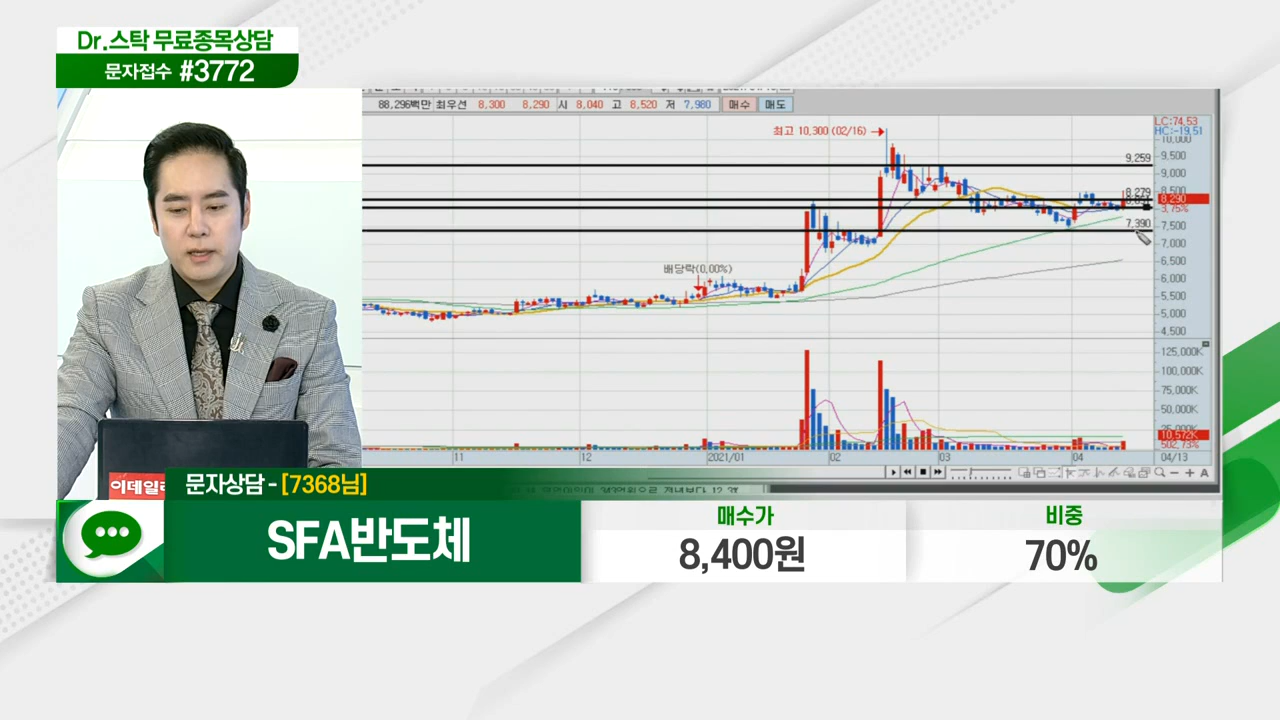 Dr.스탁 무료종목상담
문자접수 #3772
88,296백만 최우선 8,300 8,290 시 8,040 고 8,520 저 7,980 매수 매도
최고 10,300 (02/16)
LC:74.53
HC:-19.51
10,000
9,259
9,500
9,000
8,279
8,500
8,290
3.75%
7,390
7,500
7,000
배당락(0.00%)
6,500
6,000
5,500
5,000
4,500
125,000K
100,000K
75,000K
50,000K
25,000K
10,572K
502.73%
11 12 2021/01 02 03 04 04/13
이데일리
문자상담 - [7368님]
SFA반도체
매수가
8,400원
비중
70%